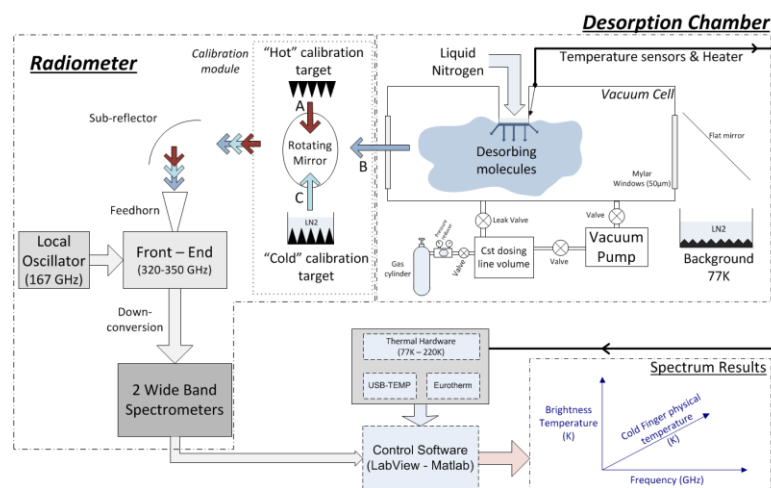 Desorption Chamber
Radiometer
Calibration
module
"Hot" calibration
target
A
Rotating
Mirror
B
C
LN2
"Cold" calibration
target
Sub-reflector
Feedhorn
Local
Oscillator
(167 GHz)
Front – End
(320-350 GHz)
Down-
conversion
2 Wide Band
Spectrometers
Liquid
Nitrogen
Temperature sensors & Heater
Vacuum Cell
Desorbing
molecules
Flat mirror
Mylar
Windows (50μm)
Leak Valve
Valve
Pressure
reducer
Gas
cylinder
Valve
Cst dosing
line volume
Valve
Vacuum
Pump
LN2
Background
77K
Thermal Hardware
(77K – 220K)
USB-TEMP
Eurotherm
Control Software
(LabView - Matlab)
Spectrum Results
Brightness
Temperature
(K)
Cold Finger physical
temperature
(K)
Frequency (GHz)